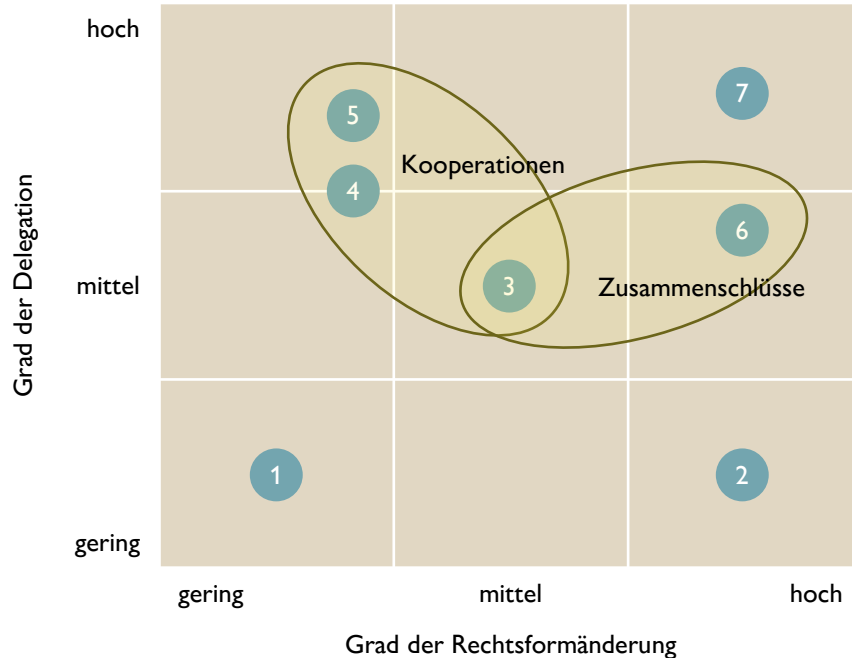 hoch
7
5
Kooperationen
4
6
mittel
3
Zusammenschlüsse
Grad der Delegation
1
2
gering
gering mittel hoch
Grad der Rechtsformänderung